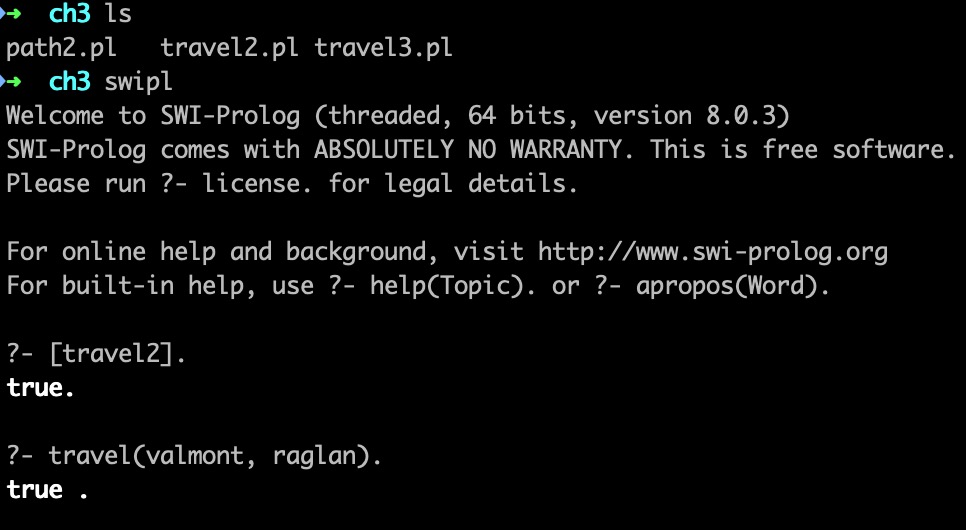 ➜ ch3 ls
path2.pl travel2.pl travel3.pl
➜ ch3 swipl
Welcome to SWI-Prolog (threaded, 64 bits, version 8.0.3)
SWI-Prolog comes with ABSOLUTELY NO WARRANTY. This is free software.
Please run ?- license. for legal details.
For online help and background, visit http://www.swi-prolog.org
For built-in help, use ?- help(Topic). or ?- apropos(Word).
?- [travel2].
true.
?- travel(valmont, raglan).
true .